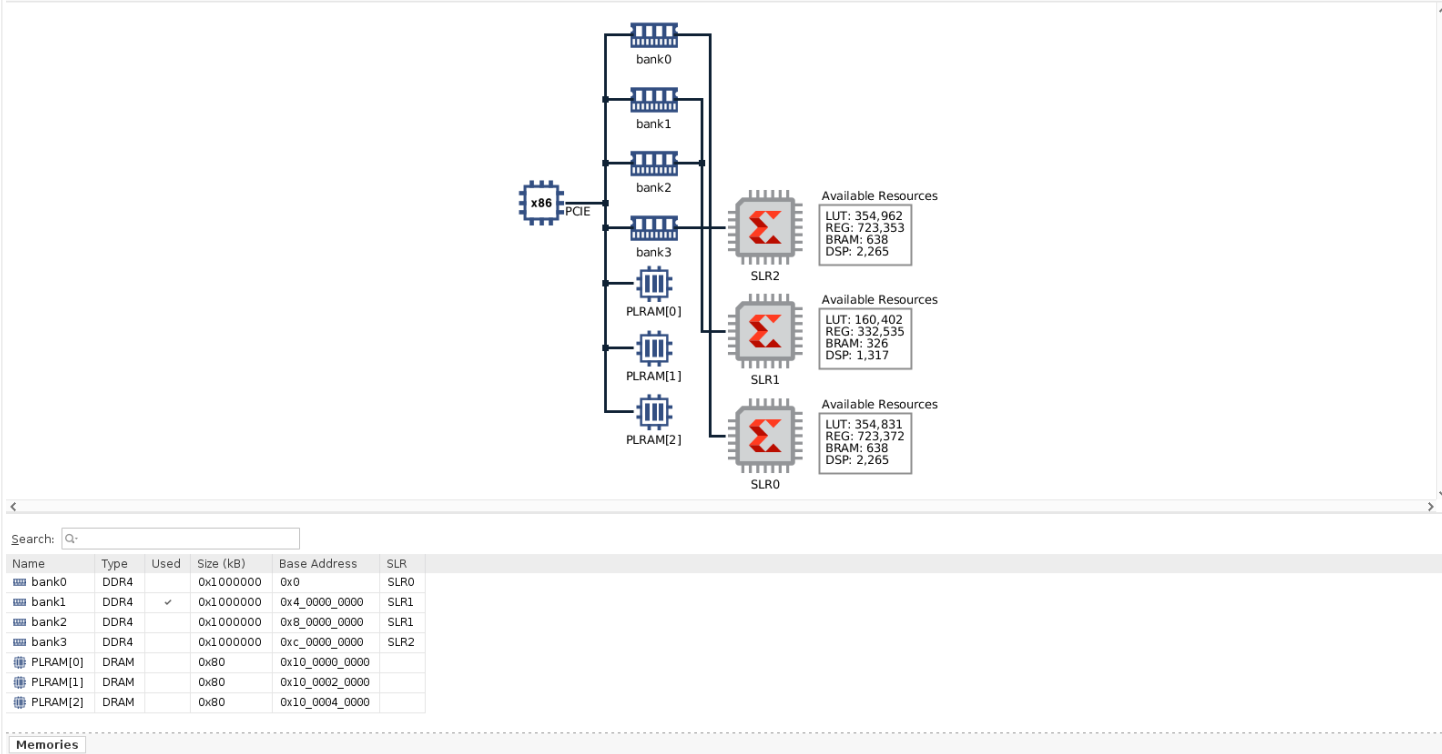 bank0
bank1
bank2
x86
PCIE
bank3
PLRAM[0]
PLRAM[1]
PLRAM[2]
Available Resources
LUT: 354,962
REG: 723,353
BRAM: 638
DSP: 2,265
SLR2
Available Resources
LUT: 160,402
REG: 332,535
BRAM: 326
DSP: 1,317
SLR1
Available Resources
LUT: 354,831
REG: 723,372
BRAM: 638
DSP: 2,265
SLR0
Search:
Name Type Used Size (kB) Base Address SLR
bank0 DDR4 0x1000000 0x0 SLR0
bank1 DDR4 ✓ 0x1000000 0x4_0000_0000 SLR1
bank2 DDR4 0x1000000 0x8_0000_0000 SLR1
bank3 DDR4 0x1000000 0xc_0000_0000 SLR2
PLRAM[0] DRAM 0x80 0x10_0000_0000
PLRAM[1] DRAM 0x80 0x10_0002_0000
PLRAM[2] DRAM 0x80 0x10_0004_0000
Memories